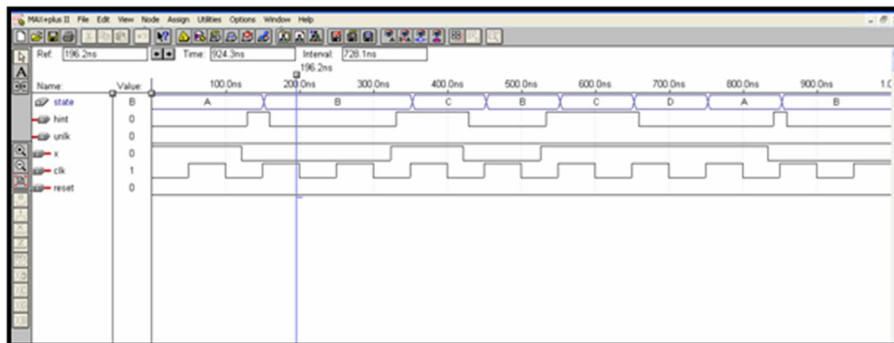 MAX+plus II File Edit View Node Assign Utilities Options Window Help
Ref: 196.2ns Time: 924.3ns Interval: 728.1ns
196.2ns
Name: Value: 100.0ns 200.0ns 300.0ns 400.0ns 500.0ns 600.0ns 700.0ns 800.0ns 900.0ns 1.0
state B A B C B C D A B
hint 0
unlk 0
x 0
clk 1
reset 0